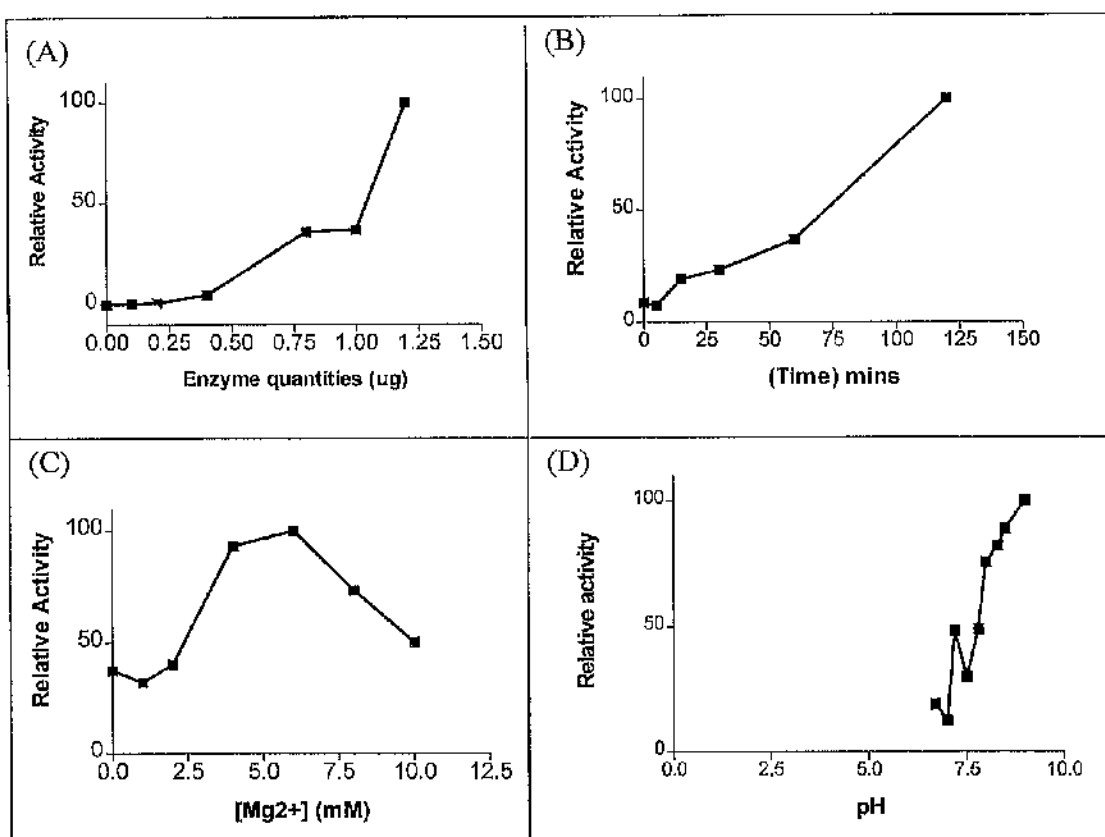 (A)
Relative Activity
100
50
0
0.00 0.25 0.50 0.75 1.00 1.25 1.50
Enzyme quantities (ug)
(B)
Relative Activity
100
50
0
0 25 50 75 100 125 150
(Time) mins
(C)
Relative Activity
100
50
0
0.0 2.5 5.0 7.5 10.0 12.5
[Mg2+] (mM)
(D)
Relative activity
100
50
0
0.0 2.5 5.0 7.5 10.0
pH